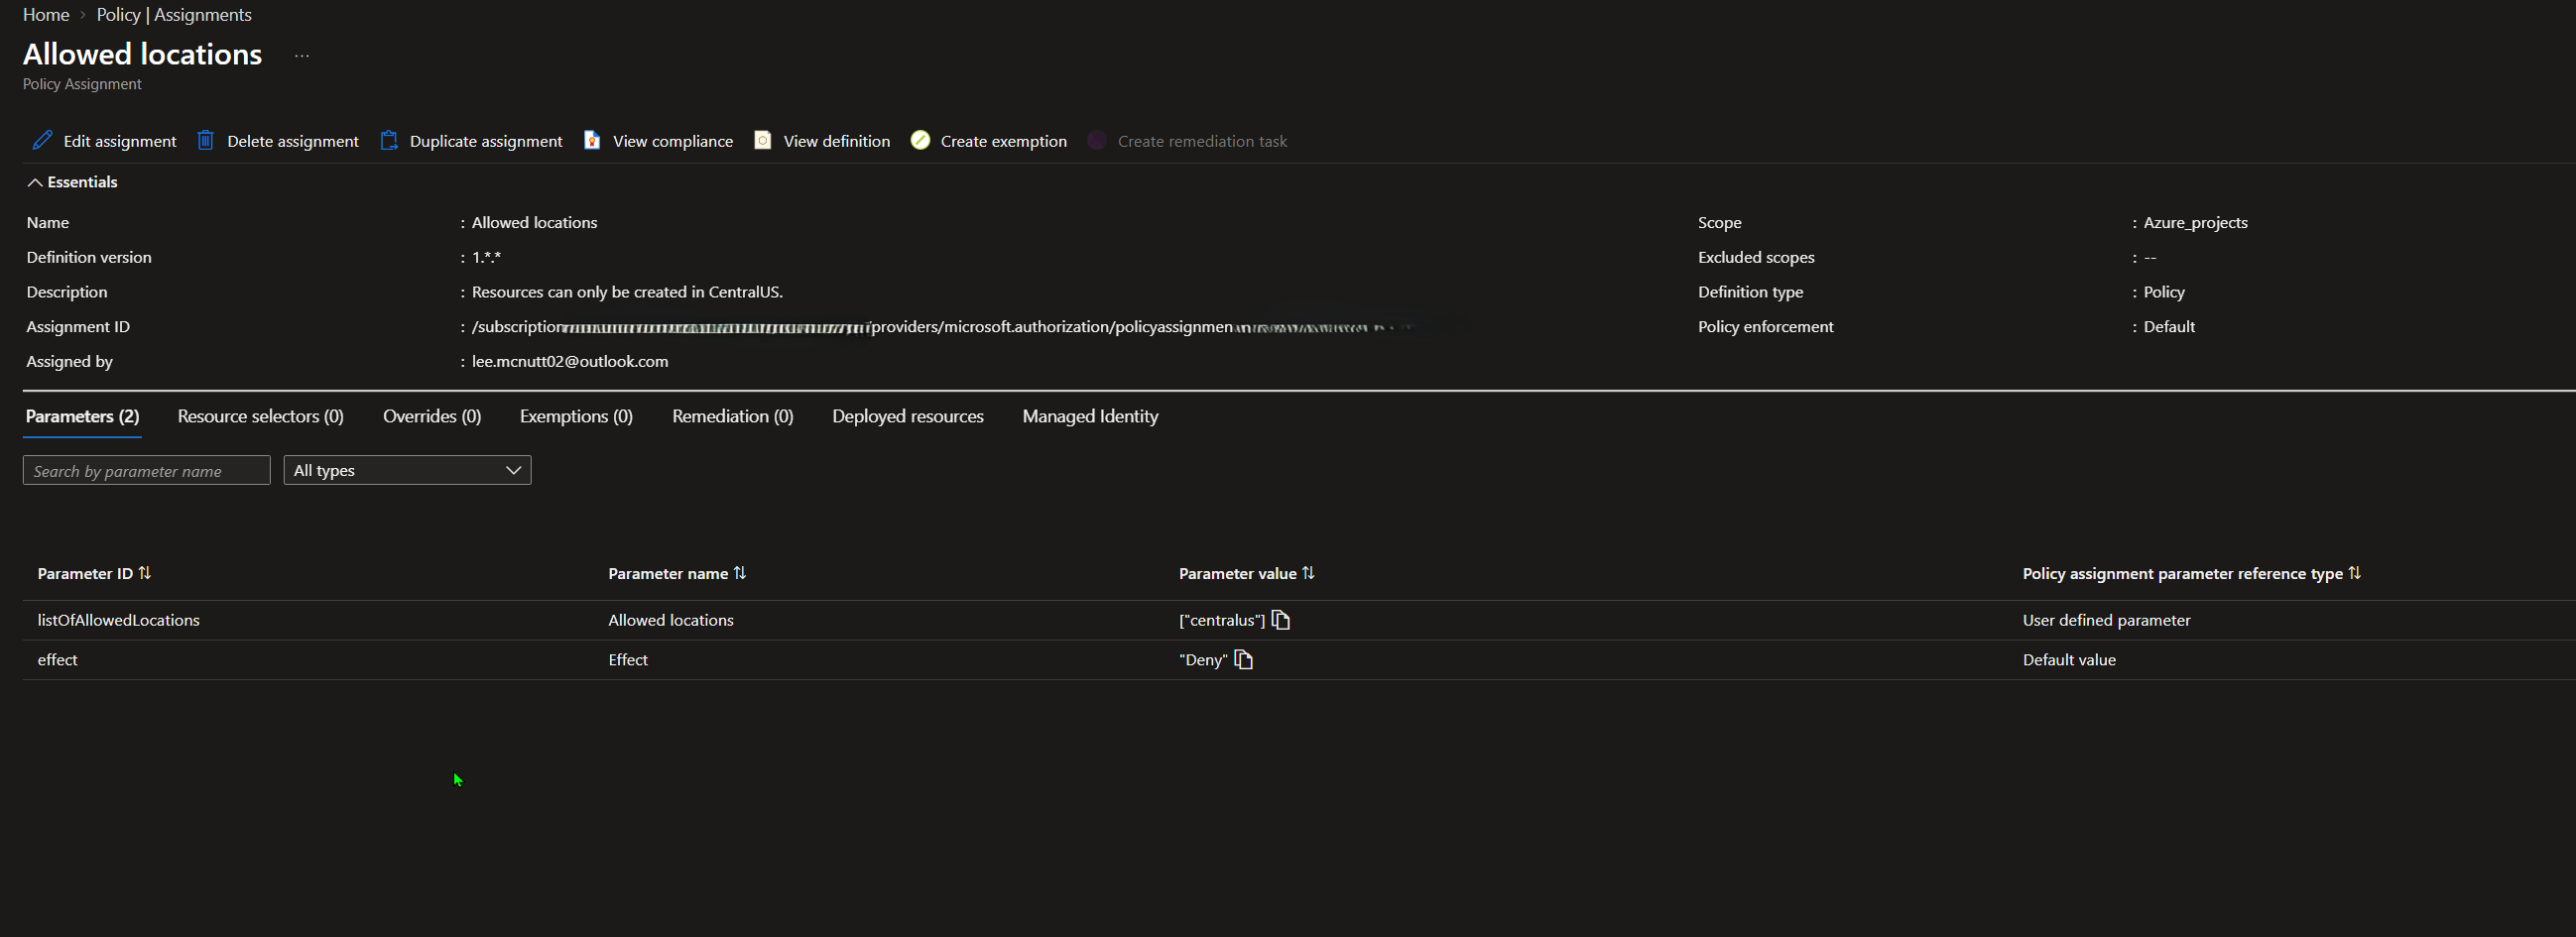 Home > Policy | Assignments
Allowed locations ...
Policy Assignment
Edit assignment Delete assignment Duplicate assignment View compliance View definition Create exemption Create remediation task
Essentials
Name : Allowed locations Scope : Azure_projects
Definition version : 1.*.* Excluded scopes : --
Description : Resources can only be created in CentralUS. Definition type : Policy
Assignment ID : /subscription /providers/microsoft.authorization/policyassignmen Policy enforcement : Default
Assigned by : lee.mcnutt02@outlook.com
Parameters (2) Resource selectors (0) Overrides (0) Exemptions (0) Remediation (0) Deployed resources Managed Identity
Search by parameter name All types
Parameter ID Parameter name Parameter value Policy assignment parameter reference type
listOfAllowedLocations Allowed locations ["centralus"] User defined parameter
effect Effect "Deny" Default value